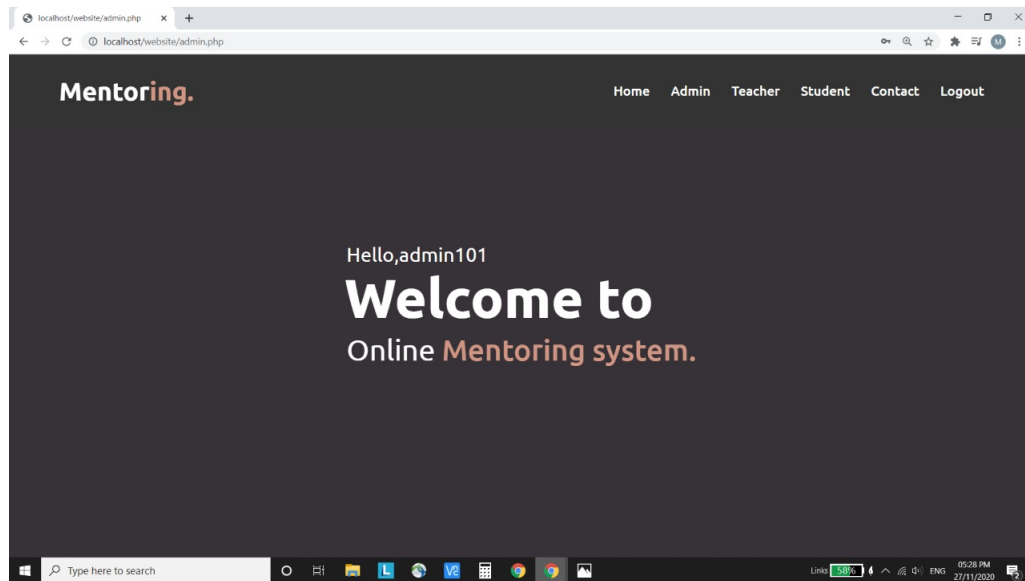 localhost/website/admin.php
localhost/website/admin.php
M
Mentoring.
Home Admin Teacher Student Contact Logout
Hello,admin101
Welcome to
Online Mentoring system.
Type here to search
L
V2
Links 58% ENG 05:28 PM
27/11/2020